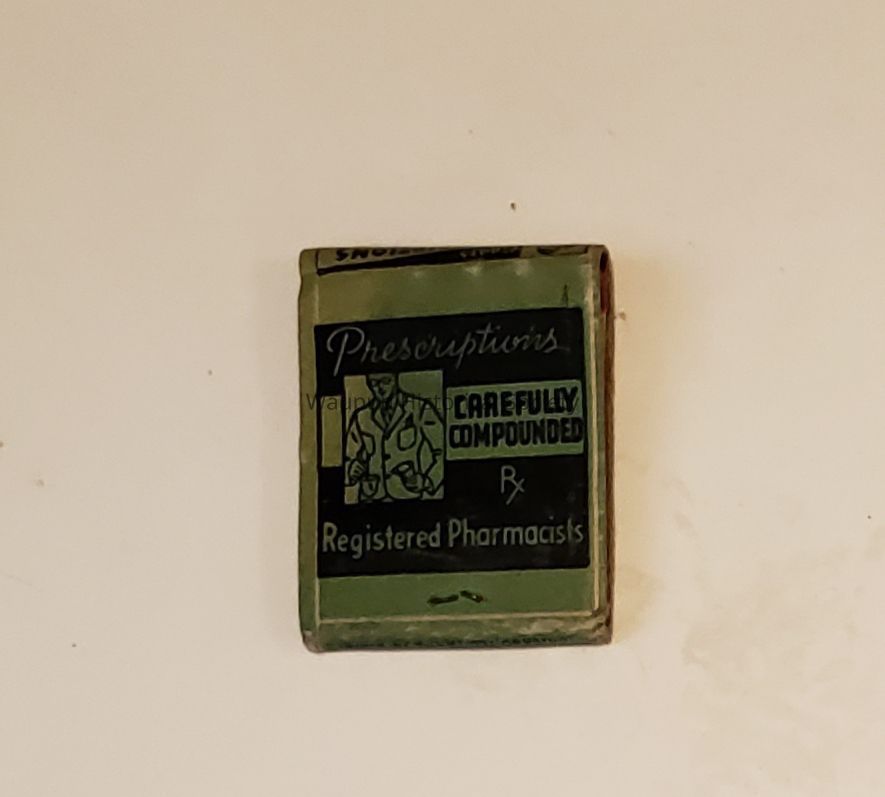 Prescriptions
CAREFULLY
COMPOUNDED
Rx
Registered Pharmacists